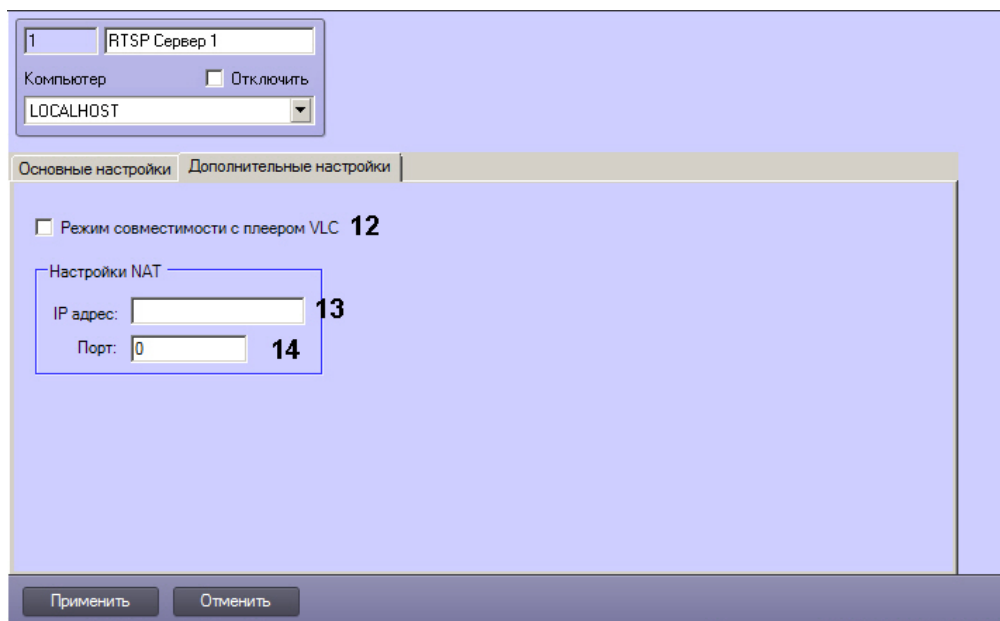 1 RTSP Сервер 1
Компьютер Отключить
LOCALHOST
Основные настройки Дополнительные настройки
Режим совместимости с плеером VLC 12
Настройки NAT
IP адрес: 13
Порт: 0 14
Применить Отменить